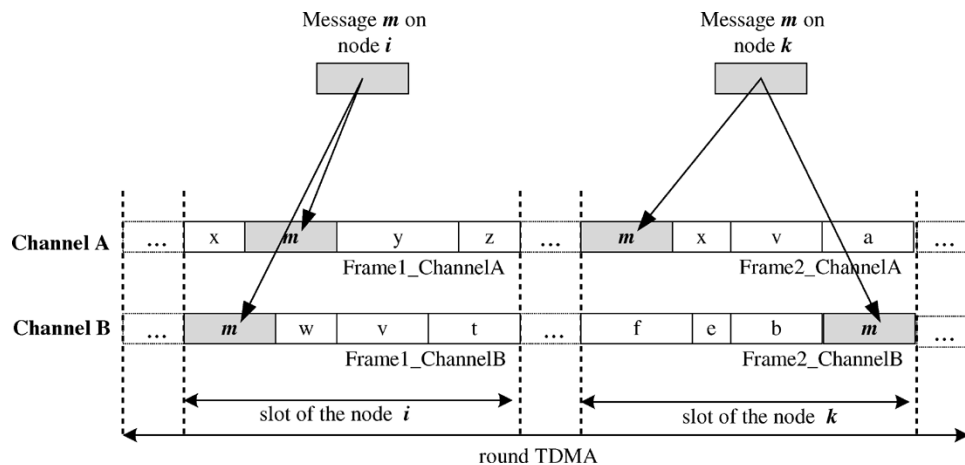 Message m on
node i
Message m on
node k
Channel A
... x m y z ... m x v a ...
Frame1_ChannelA
Frame2_ChannelA
Channel B
... m w v t ... f e b m ...
Frame1_ChannelB
Frame2_ChannelB
slot of the node i
slot of the node k
round TDMA